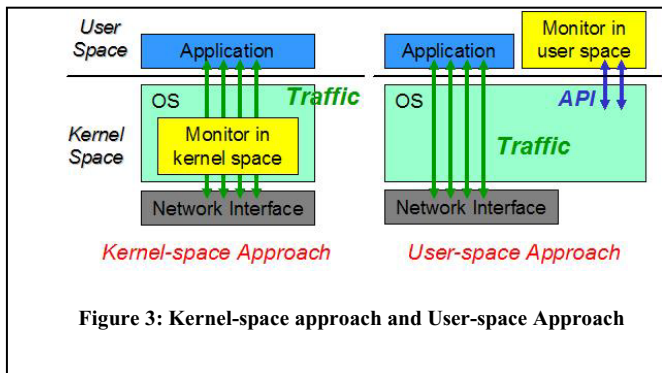 User
Space
Kernel
Space
Application
OS
Traffic
Monitor in
kernel space
Network Interface
Kernel-space Approach
Application
Monitor in
user space
OS
API
Traffic
Network Interface
User-space Approach
Figure 3: Kernel-space approach and User-space Approach